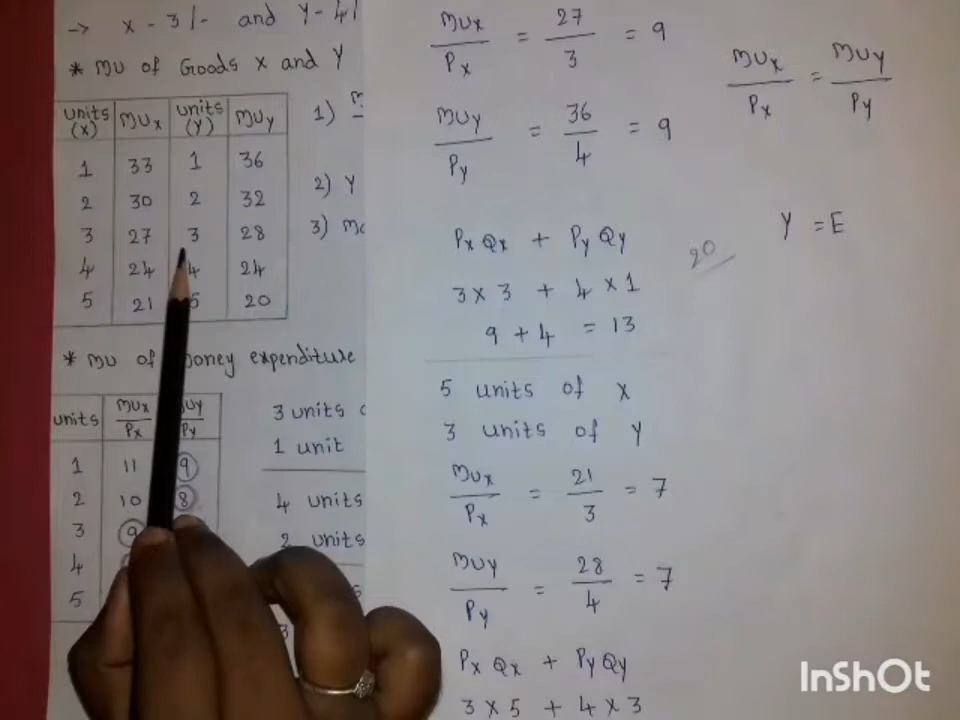 -> X - 3/- and Y - 4/
* MU of Goods X and Y
units (X) MUx units (Y) MUy
1 33 1 36
2 30 2 32
3 27 3 28
4 24 4 24
5 21 5 20
1)
2) Y
3)
* MU of money expenditure
units MUx/Px MUy/Py
1 11 9
2 10 8
3 9
4
5
3 units
1 unit
4 units
2 units
3
MUx/Px = 27/3 = 9
MUy/Py = 36/4 = 9
Px Qx + Py Qy
3 x 3 + 4 x 1
9 + 4 = 13
5 units of X
3 units of Y
MUx/Px = 21/3 = 7
MUy/Py = 28/4 = 7
Px Qx + Py Qy
3 x 5 + 4 x 3
MUx/Px = MUy/Py
20
Y = E
InShOt